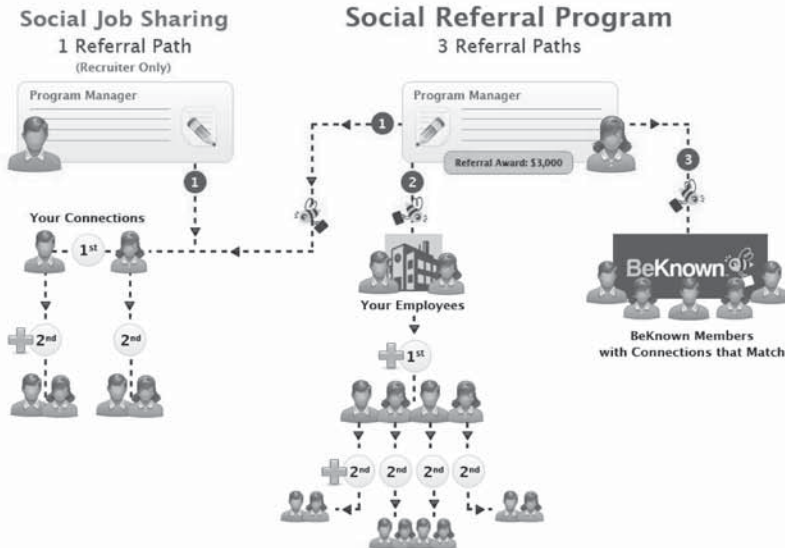 Social Job Sharing
1 Referral Path
(Recruiter Only)
Program Manager
1
Your Connections
1st
2nd
2nd
Social Referral Program
3 Referral Paths
Program Manager
Referral Award: $3,000
1
2
3
Your Employees
1st
2nd
2nd
2nd
2nd
BeKnown
BeKnown Members
with Connections that Match